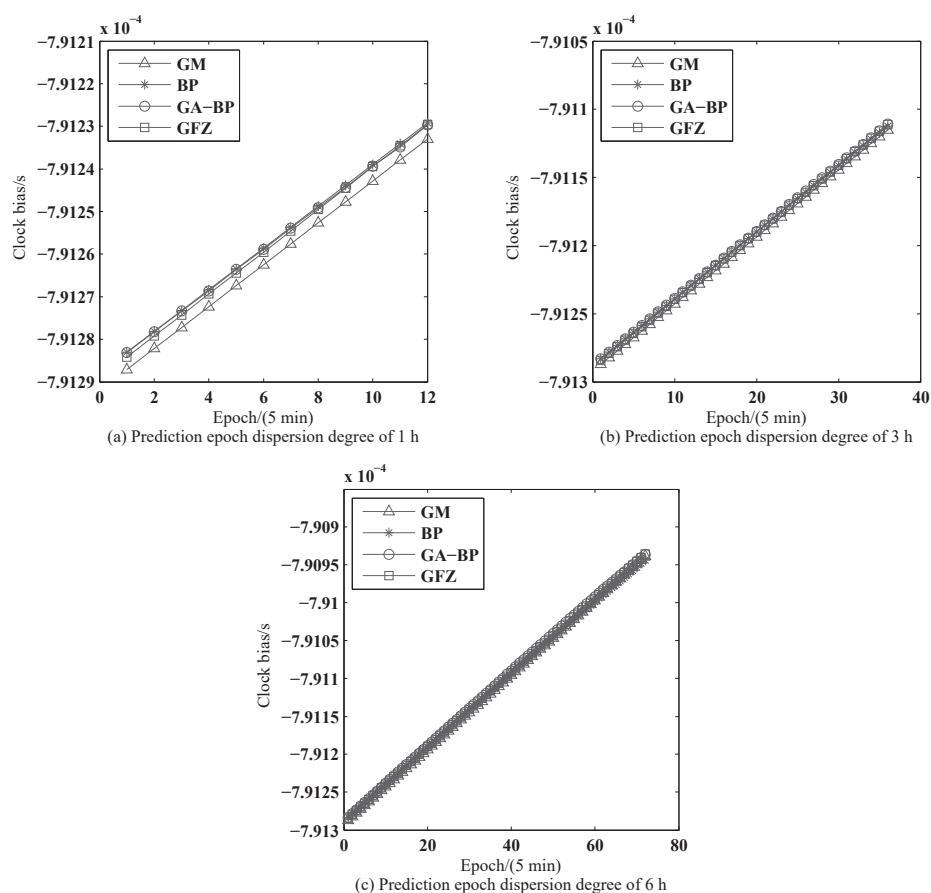 x 10⁻⁴
−7.9121
−7.9122
−7.9123
−7.9124
−7.9125
−7.9126
−7.9127
−7.9128
−7.9129
Clock bias/s
GM
BP
GA−BP
GFZ
0 2 4 6 8 10 12
Epoch/(5 min)
(a) Prediction epoch dispersion degree of 1 h
x 10⁻⁴
−7.9105
−7.911
−7.9115
−7.912
−7.9125
−7.913
Clock bias/s
GM
BP
GA−BP
GFZ
0 10 20 30 40
Epoch/(5 min)
(b) Prediction epoch dispersion degree of 3 h
x 10⁻⁴
−7.909
−7.9095
−7.91
−7.9105
−7.911
−7.9115
−7.912
−7.9125
−7.913
Clock bias/s
GM
BP
GA−BP
GFZ
0 20 40 60 80
Epoch/(5 min)
(c) Prediction epoch dispersion degree of 6 h